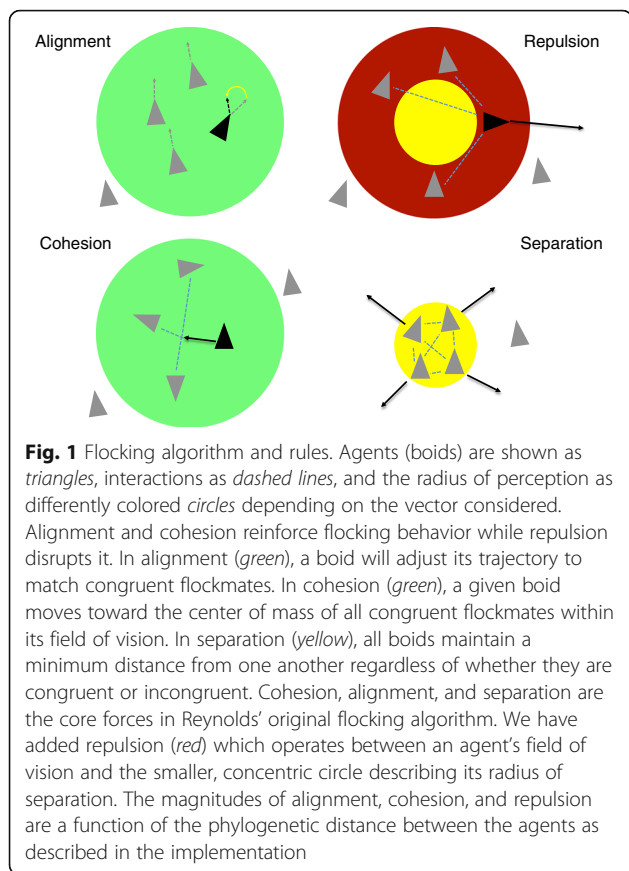 Alignment
Repulsion
Cohesion
Separation
Fig. 1 Flocking algorithm and rules. Agents (boids) are shown as
triangles, interactions as dashed lines, and the radius of perception as
differently colored circles depending on the vector considered.
Alignment and cohesion reinforce flocking behavior while repulsion
disrupts it. In alignment (green), a boid will adjust its trajectory to
match congruent flockmates. In cohesion (green), a given boid
moves toward the center of mass of all congruent flockmates within
its field of vision. In separation (yellow), all boids maintain a
minimum distance from one another regardless of whether they are
congruent or incongruent. Cohesion, alignment, and separation are
the core forces in Reynolds' original flocking algorithm. We have
added repulsion (red) which operates between an agent's field of
vision and the smaller, concentric circle describing its radius of
separation. The magnitudes of alignment, cohesion, and repulsion
are a function of the phylogenetic distance between the agents as
described in the implementation